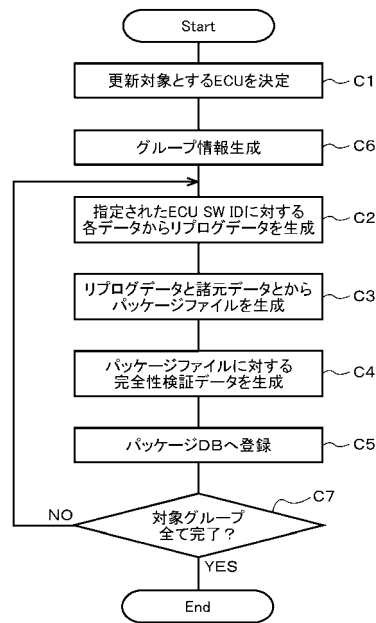 Start
更新対象とするECUを決定
C1
グループ情報生成
C6
指定されたECU SW IDに対する
各データからリプログデータを生成
C2
リプログデータと諸元データとから
パッケージファイルを生成
C3
パッケージファイルに対する
完全性検証データを生成
C4
パッケージDBへ登録
C5
C7
対象グループ
全て完了？
NO
YES
End